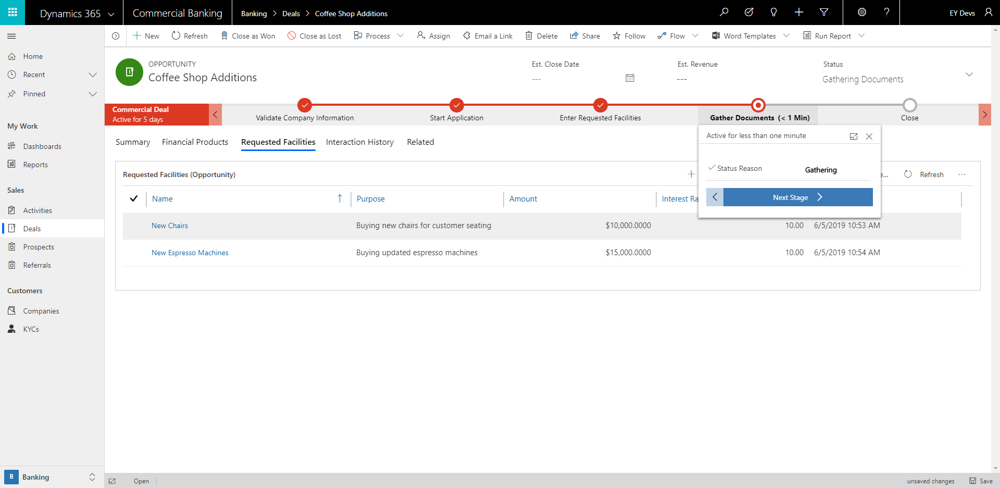 Dynamics 365
Commercial Banking
Banking > Deals > Coffee Shop Additions
EY Devs
New
Refresh
Close as Won
Close as Lost
Process
Assign
Email a Link
Delete
Share
Follow
Flow
Word Templates
Run Report
Home
Recent
Pinned
My Work
Dashboards
Reports
Sales
Activities
Deals
Prospects
Referrals
Customers
Companies
KYCs
B Banking
OPPORTUNITY
Coffee Shop Additions
Est. Close Date
---
Est. Revenue
---
Status
Gathering Documents
Commercial Deal
Active for 5 days
Validate Company Information
Start Application
Enter Requested Facilities
Gather Documents (< 1 Min)
Close
Summary
Financial Products
Requested Facilities
Interaction History
Related
Active for less than one minute
Status Reason
Gathering
Next Stage
Requested Facilities (Opportunity)
e...
Refresh
...
Name
Purpose
Amount
Interest Ra
New Chairs
Buying new chairs for customer seating
$10,000.0000
10.00
6/5/2019 10:53 AM
New Espresso Machines
Buying updated espresso machines
$15,000.0000
10.00
6/5/2019 10:54 AM
Open
unsaved changes
Save